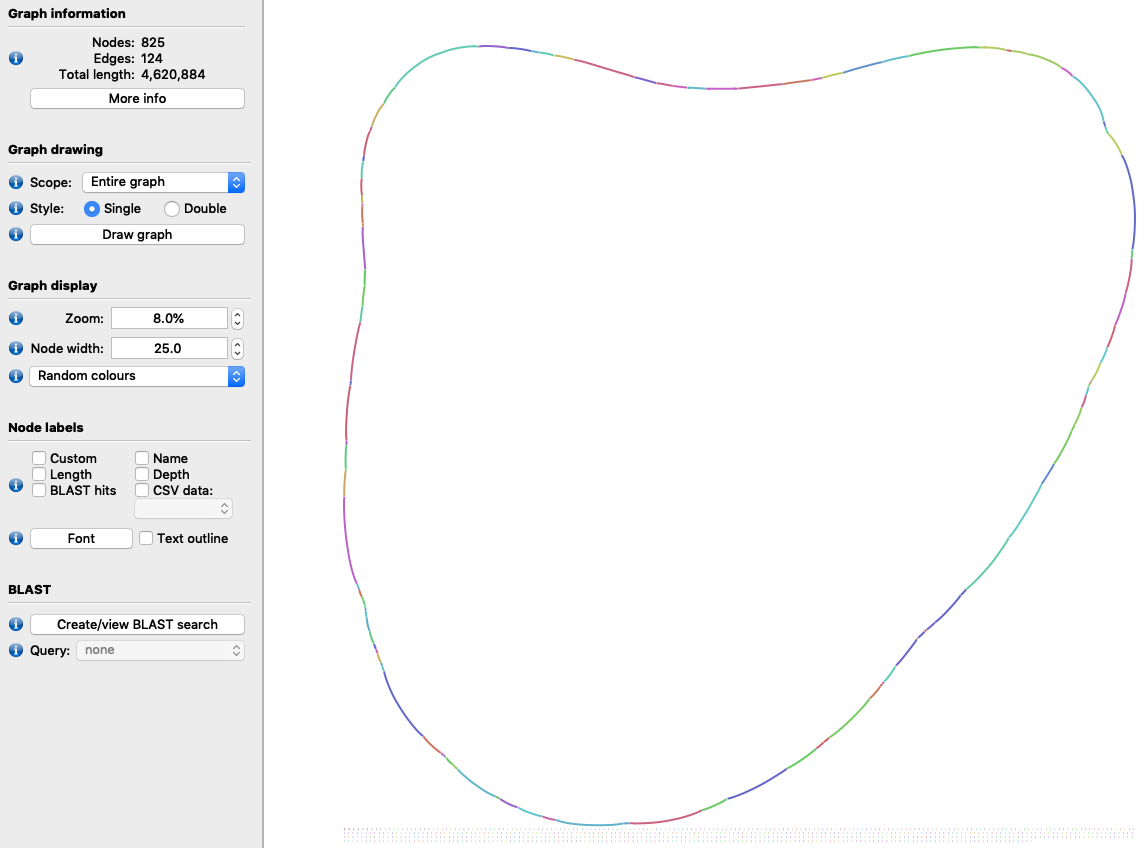 Graph information
Nodes: 825
Edges: 124
Total length: 4,620,884
More info
Graph drawing
Scope: Entire graph
Style: Single Double
Draw graph
Graph display
Zoom: 8.0%
Node width: 25.0
Random colours
Node labels
Custom Name
Length Depth
BLAST hits CSV data:
Font Text outline
BLAST
Create/view BLAST search
Query: none